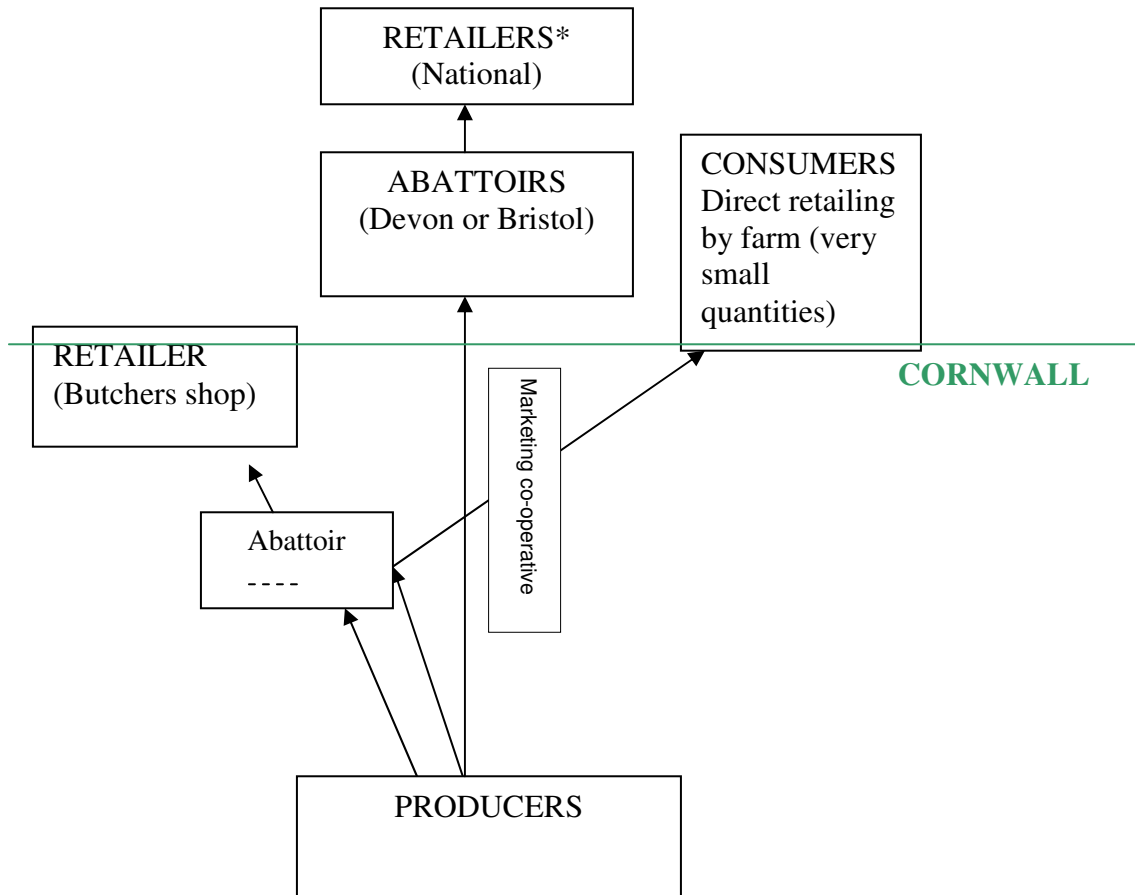 RETAILERS*
(National)
ABATTOIRS
(Devon or Bristol)
CONSUMERS
Direct retailing
by farm (very
small
quantities)
RETAILER
(Butchers shop)
CORNWALL
Marketing co-operative
Abattoir
- - - -
PRODUCERS